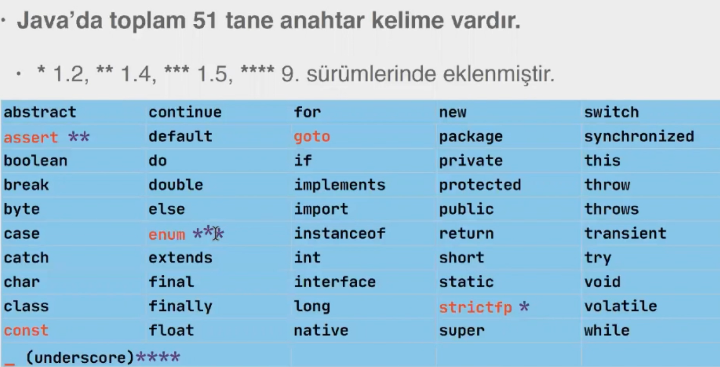 · Java’da toplam 51 tane anahtar kelime vardır.
· * 1.2, ** 1.4, *** 1.5, **** 9. sürümlerinde eklenmiştir.
abstract continue for new switch
assert ** default goto package synchronized
boolean do if private this
break double implements protected throw
byte else import public throws
case enum *** instanceof return transient
catch extends int short try
char final interface static void
class finally long strictfp * volatile
const float native super while
_ (underscore)****